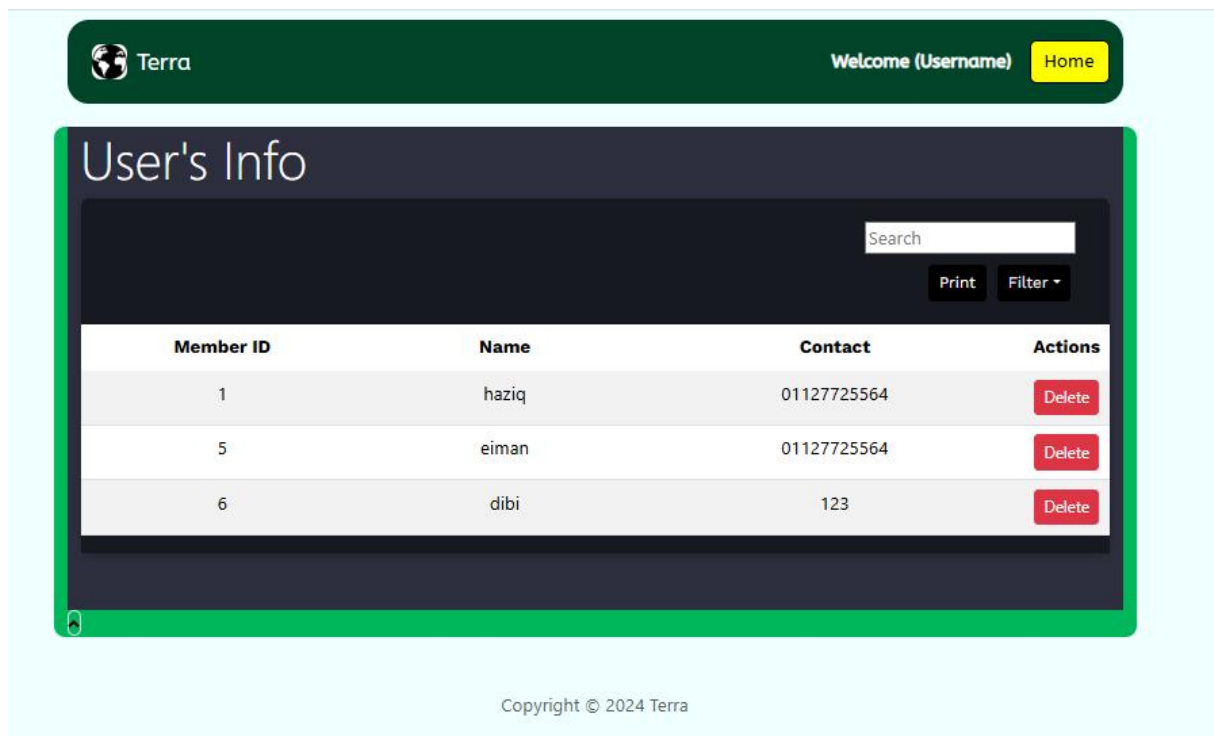 Terra Welcome (Username) Home
User's Info
Search
Print Filter
Member ID Name Contact Actions
1 haziq 01127725564 Delete
5 eiman 01127725564 Delete
6 dibi 123 Delete
Copyright © 2024 Terra